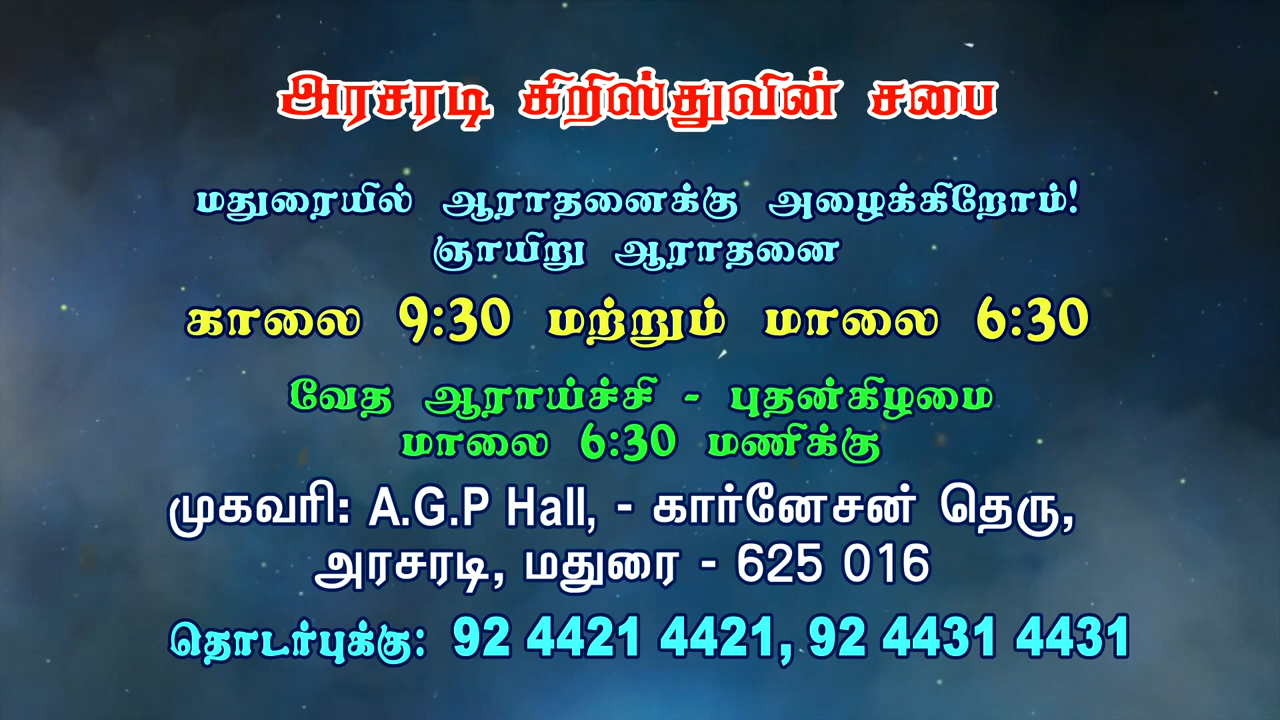 அரசரடி கிறிஸ்துவின் சபை
மதுரையில் ஆராதனைக்கு அழைக்கிறோம்!
ஞாயிறு ஆராதனை
காலை 9:30 மற்றும் மாலை 6:30
வேத ஆராய்ச்சி - புதன்கிழமை
மாலை 6:30 மணிக்கு
முகவரி: A.G.P Hall, - கார்னேசன் தெரு,
அரசரடி, மதுரை - 625 016
தொடர்புக்கு: 92 4421 4421, 92 4431 4431